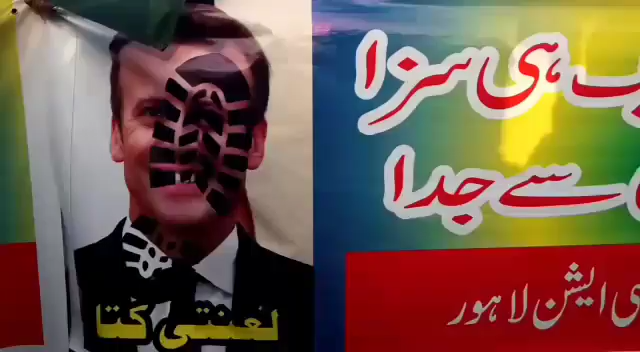 ہی سزا
سے جدا
ایشن لاہور
لعنتی کتا